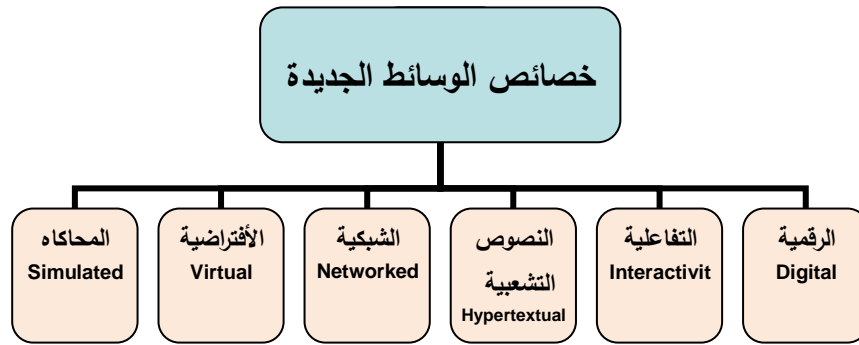 خصائص الوسائط الجديدة
الرقمية
Digital
التفاعلية
Interactivit
النصوص
التشعبية
Hypertextual
الشبكية
Networked
الأفتراضية
Virtual
المحاكاه
Simulated